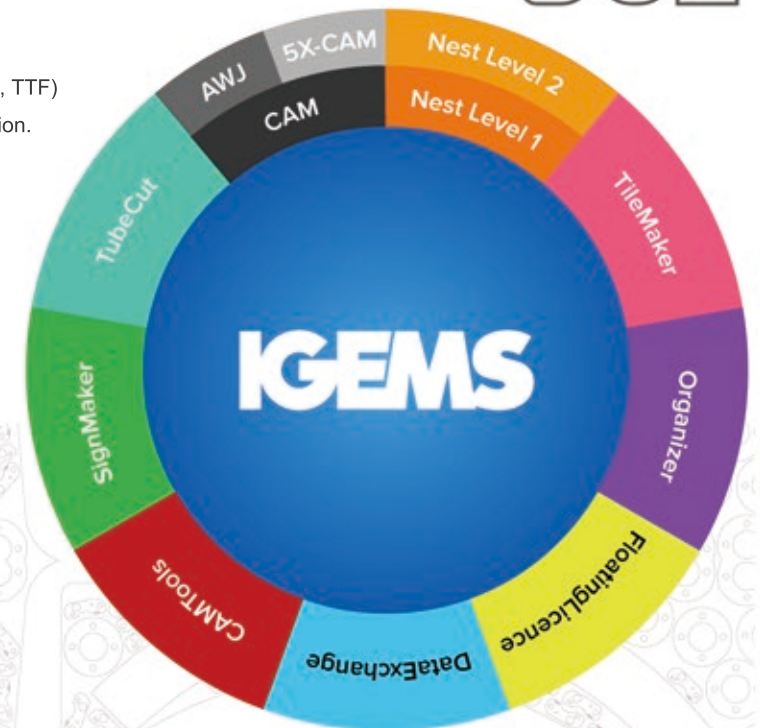 , TTF)
ion.
5X-CAM
Nest Level 2
AWJ
CAM
Nest Level 1
TubeCut
TileMaker
IGEMS
SignMaker
Organizer
CAMTools
FloatingLicence
DataExchange